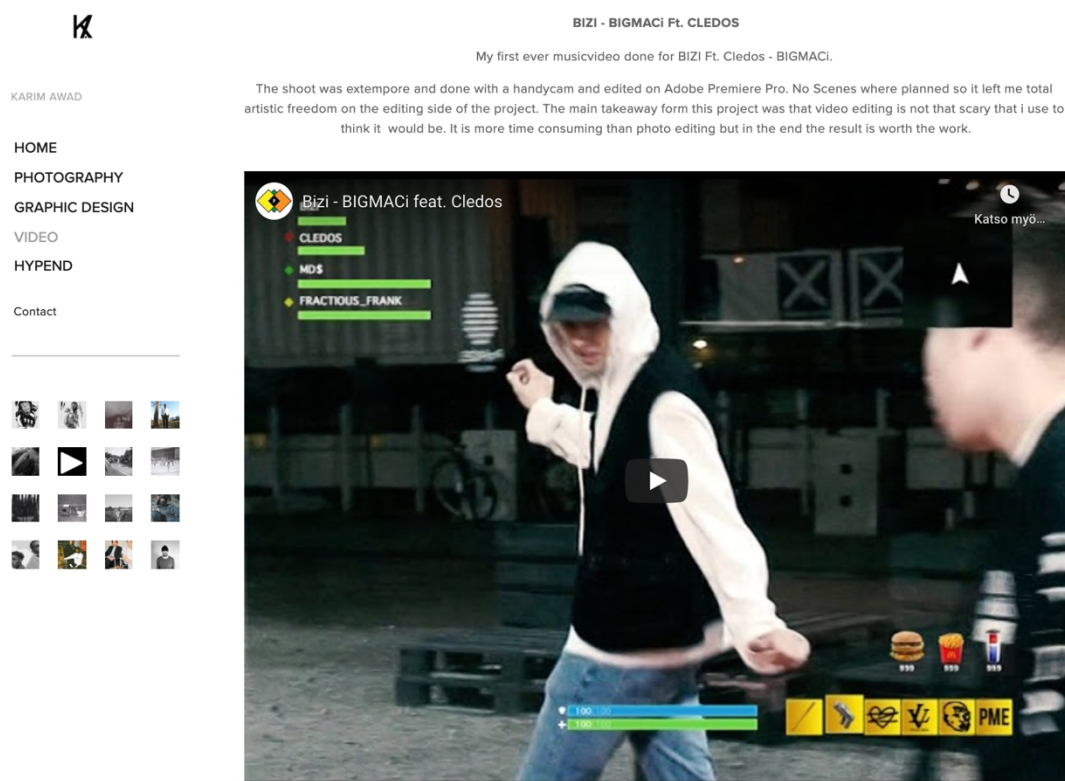 BIZI - BIGMACi Ft. CLEDOS
My first ever musicvideo done for BIZI Ft. Cledos - BIGMACi.
The shoot was extempore and done with a handycam and edited on Adobe Premiere Pro. No Scenes where planned so it left me total
artistic freedom on the editing side of the project. The main takeaway form this project was that video editing is not that scary that i use to
think it would be. It is more time consuming than photo editing but in the end the result is worth the work.
KARIM AWAD
HOME
PHOTOGRAPHY
GRAPHIC DESIGN
VIDEO
HYPEND
Contact
Bizi - BIGMACi feat. Cledos
Katso myö...
CLEDOS
MD$
FRACTIOUS_FRANK
999 999 999
100 100
100 100
PME